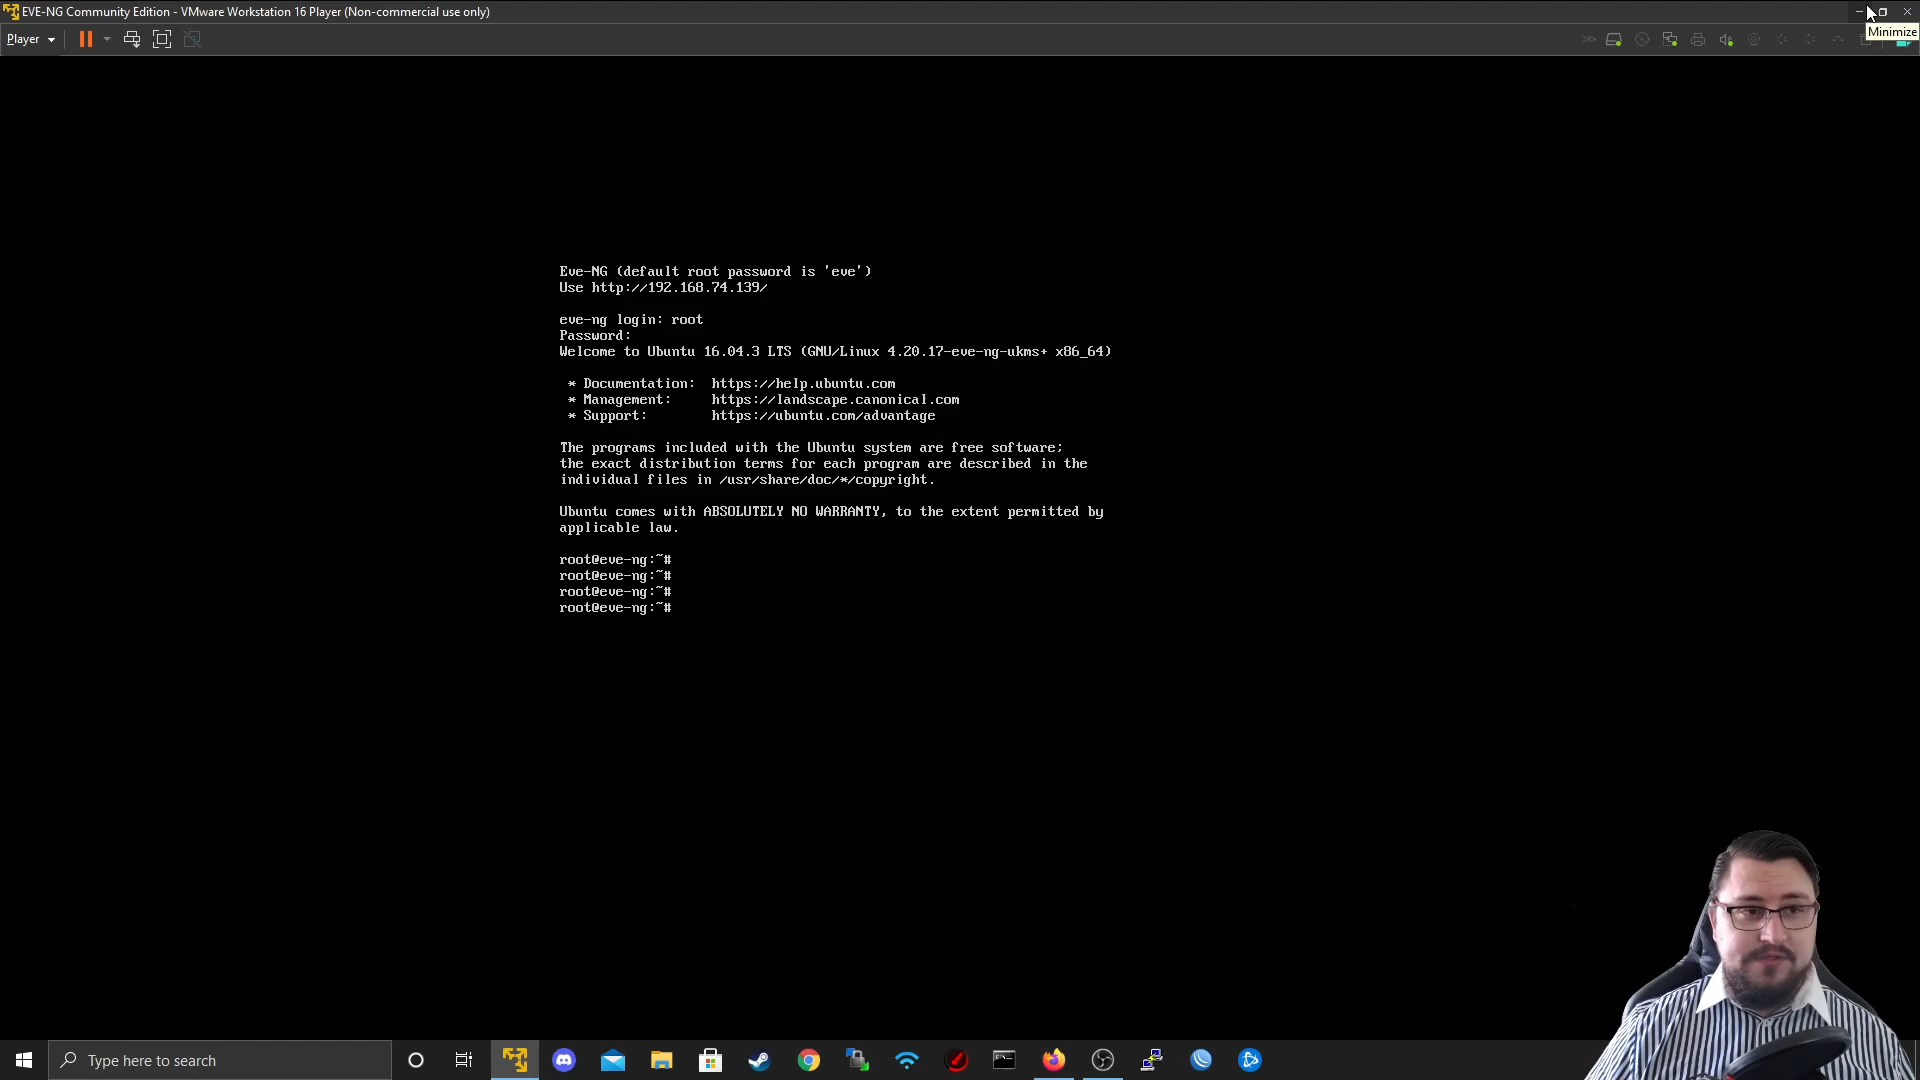 EVE-NG Community Edition - VMware Workstation 16 Player (Non-commercial use only)
Player
Minimize
Eve-NG (default root password is 'eve')
Use http://192.168.74.139/
eve-ng login: root
Password:
Welcome to Ubuntu 16.04.3 LTS (GNU/Linux 4.20.17-eve-ng-ukms+ x86_64)
* Documentation: https://help.ubuntu.com
* Management: https://landscape.canonical.com
* Support: https://ubuntu.com/advantage
The programs included with the Ubuntu system are free software;
the exact distribution terms for each program are described in the
individual files in /usr/share/doc/*/copyright.
Ubuntu comes with ABSOLUTELY NO WARRANTY, to the extent permitted by
applicable law.
root@eve-ng:~#
root@eve-ng:~#
root@eve-ng:~#
root@eve-ng:~#
Type here to search